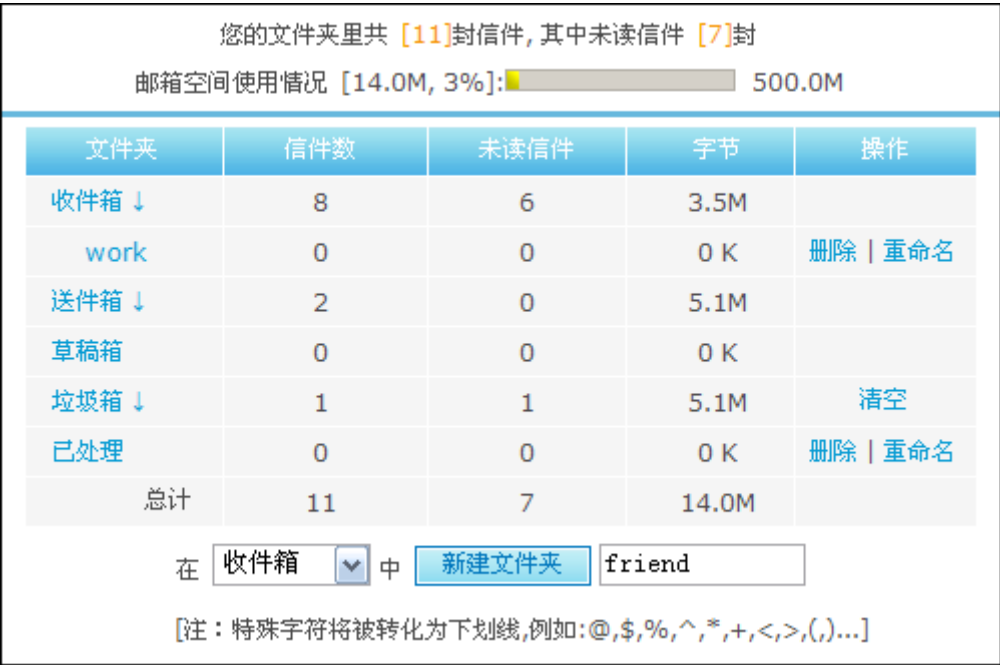 您的文件夹里共 [11]封信件, 其中未读信件 [7]封
邮箱空间使用情况 [14.0M, 3%]: 500.0M
文件夹 信件数 未读信件 字节 操作
收件箱 ↓ 8 6 3.5M
work 0 0 0 K 删除 | 重命名
送件箱 ↓ 2 0 5.1M
草稿箱 0 0 0 K
垃圾箱 ↓ 1 1 5.1M 清空
已处理 0 0 0 K 删除 | 重命名
总计 11 7 14.0M
在 收件箱 中 新建文件夹 friend
[注：特殊字符将被转化为下划线,例如:@,$,%,^,*,+,<,>,(,)...]